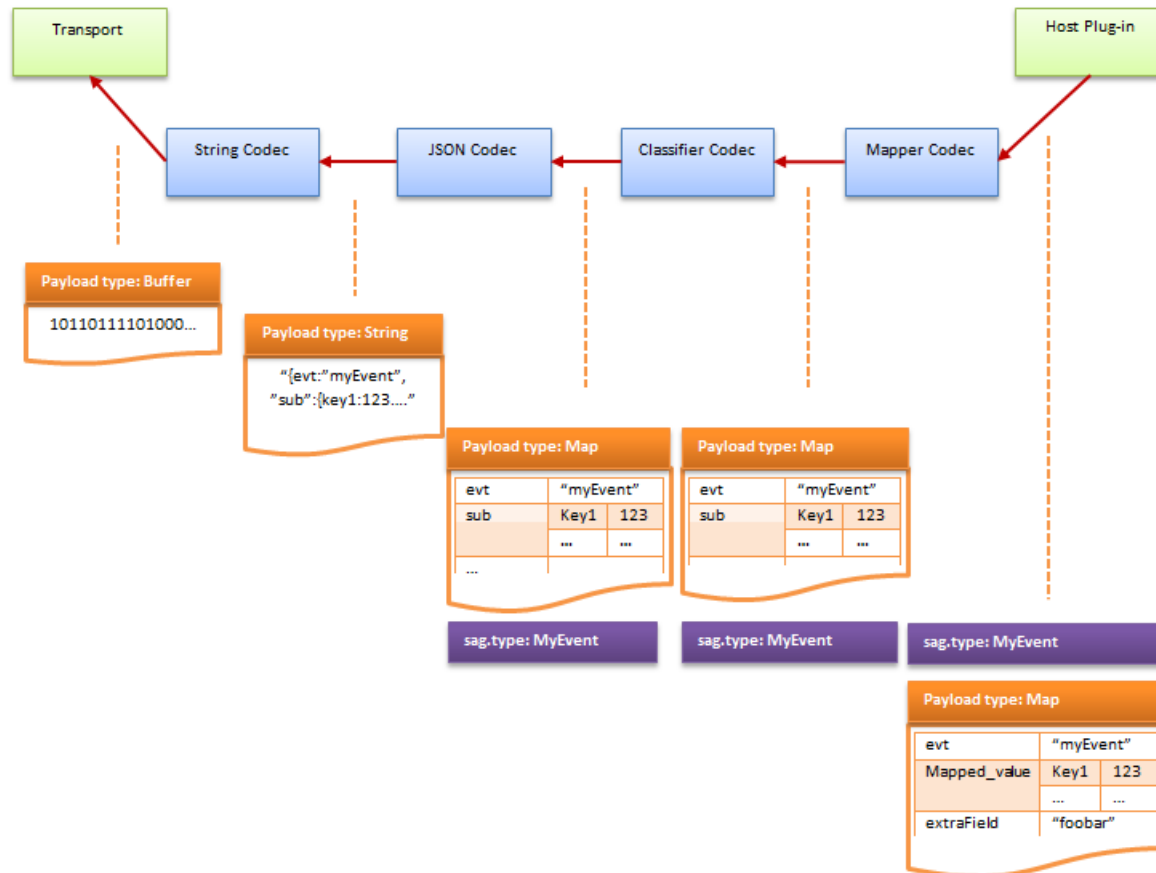 Transport
Host Plug-in
String Codec
JSON Codec
Classifier Codec
Mapper Codec
Payload type: Buffer
10110111101000...
Payload type: String
“{evt:”myEvent”,
”sub”:{key1:123....”
Payload type: Map
evt “myEvent”
sub Key1 123
... ...
...
sag.type: MyEvent
Payload type: Map
evt “myEvent”
sub Key1 123
... ...
sag.type: MyEvent
sag.type: MyEvent
Payload type: Map
evt “myEvent”
Mapped_value Key1 123
... ...
extraField “foobar”